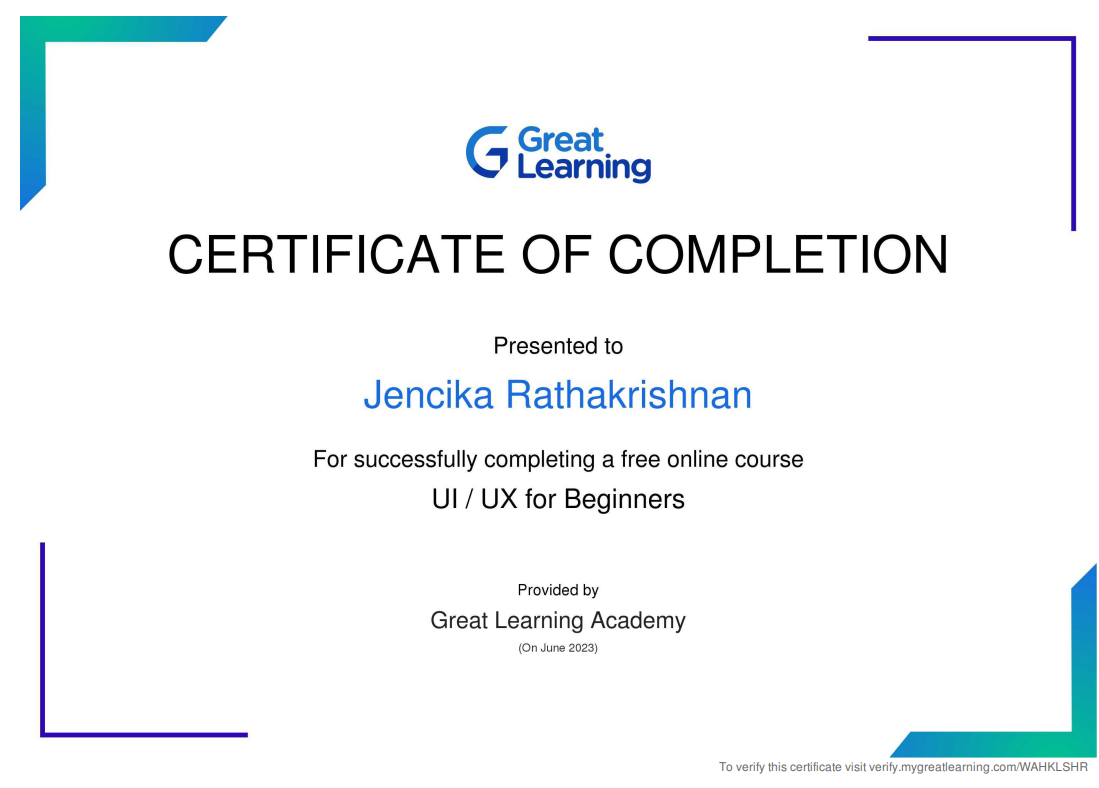 Great
Learning
CERTIFICATE OF COMPLETION
Presented to
Jencika Rathakrishnan
For successfully completing a free online course
UI / UX for Beginners
Provided by
Great Learning Academy
(On June 2023)
To verify this certificate visit verify.mygreatlearning.com/WAHKLSHR